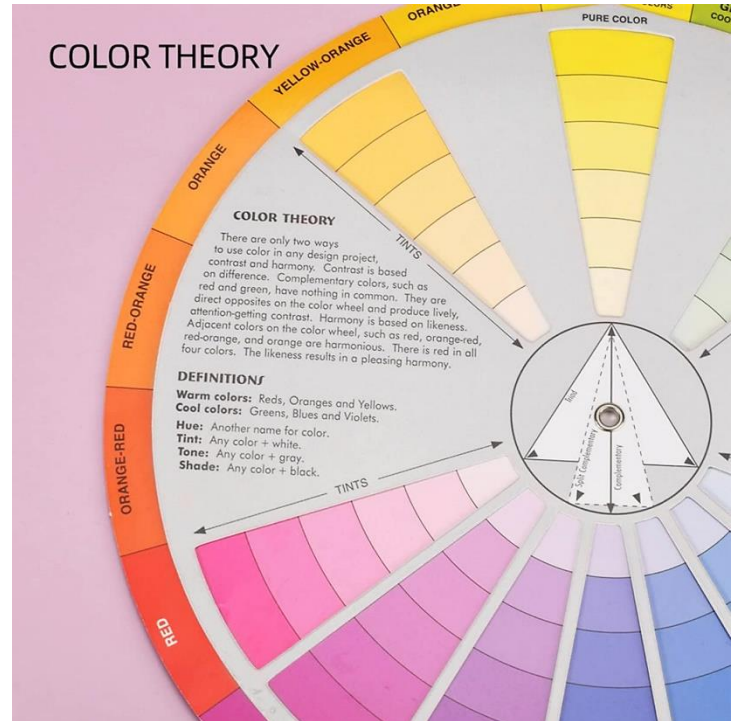 COLOR THEORY
YELLOW-ORANGE
PURE COLOR
ORANGE
RED-ORANGE
ORANGE-RED
RED
COLOR THEORY
There are only two ways
to use color in any design project,
contrast and harmony. Contrast is based
on difference. Complementary colors, such as
red and green, have nothing in common. They are
direct opposites on the color wheel and produce lively,
attention-getting contrast. Harmony is based on likeness.
Adjacent colors on the color wheel, such as red, orange-red,
red-orange, and orange are harmonious. There is red in all
four colors. The likeness results in a pleasing harmony.
DEFINITIONS
Warm colors: Reds, Oranges and Yellows.
Cool colors: Greens, Blues and Violets.
Hue: Another name for color.
Tint: Any color + white.
Tone: Any color + gray.
Shade: Any color + black.
TINTS
TINTS
Triad
Split Complementary
Complementary